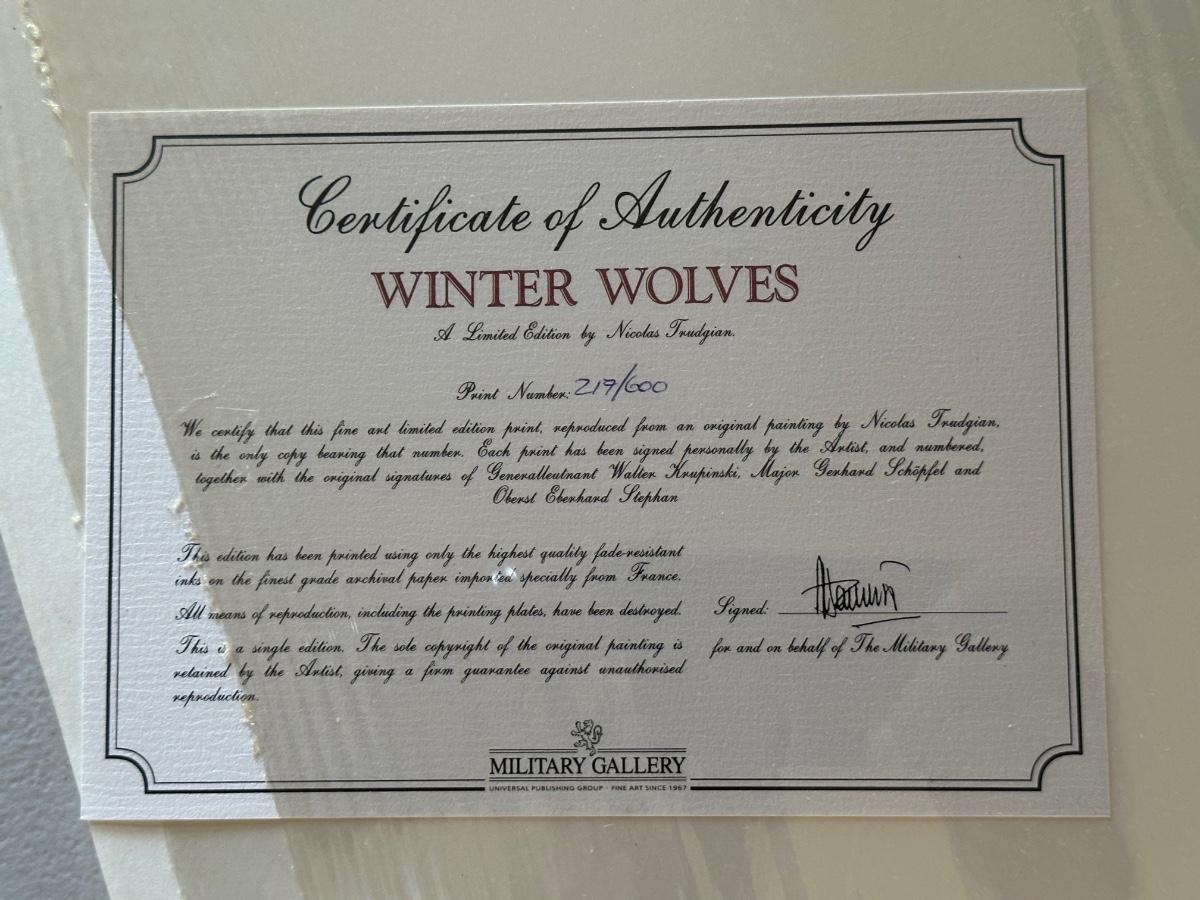 Certificate of Authenticity
WINTER WOLVES
A Limited Edition by Nicolas Trudgian.
Print Number: 219/600
We certify that this fine art limited edition print, reproduced from an original painting by Nicolas Trudgian,
is the only copy bearing that number. Each print has been signed personally by the Artist, and numbered,
together with the original signatures of Generalleutnant Walter Krupinski, Major Gerhard Schöpfel and
Oberst Eberhard Stephan
This edition has been printed using only the highest quality fade-resistant
inks on the finest grade archival paper imported specially from France.
All means of reproduction, including the printing plates, have been destroyed.
This is a single edition. The sole copyright of the original painting is
retained by the Artist, giving a firm guarantee against unauthorised
reproduction.
Signed:
for and on behalf of The Military Gallery
MILITARY GALLERY
UNIVERSAL PUBLISHING GROUP · FINE ART SINCE 1967